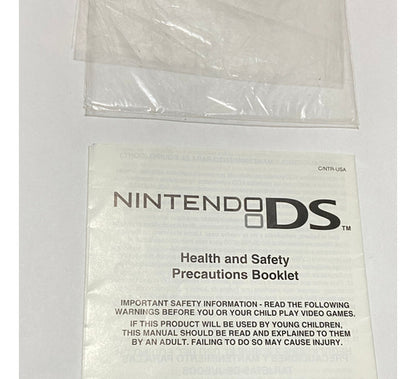 C/NTR-USA
NINTENDO DS™
Health and Safety
Precautions Booklet
IMPORTANT SAFETY INFORMATION - READ THE FOLLOWING
WARNINGS BEFORE YOU OR YOUR CHILD PLAY VIDEO GAMES.
IF THIS PRODUCT WILL BE USED BY YOUNG CHILDREN,
THIS MANUAL SHOULD BE READ AND EXPLAINED TO THEM
BY AN ADULT. FAILING TO DO SO MAY CAUSE INJURY.